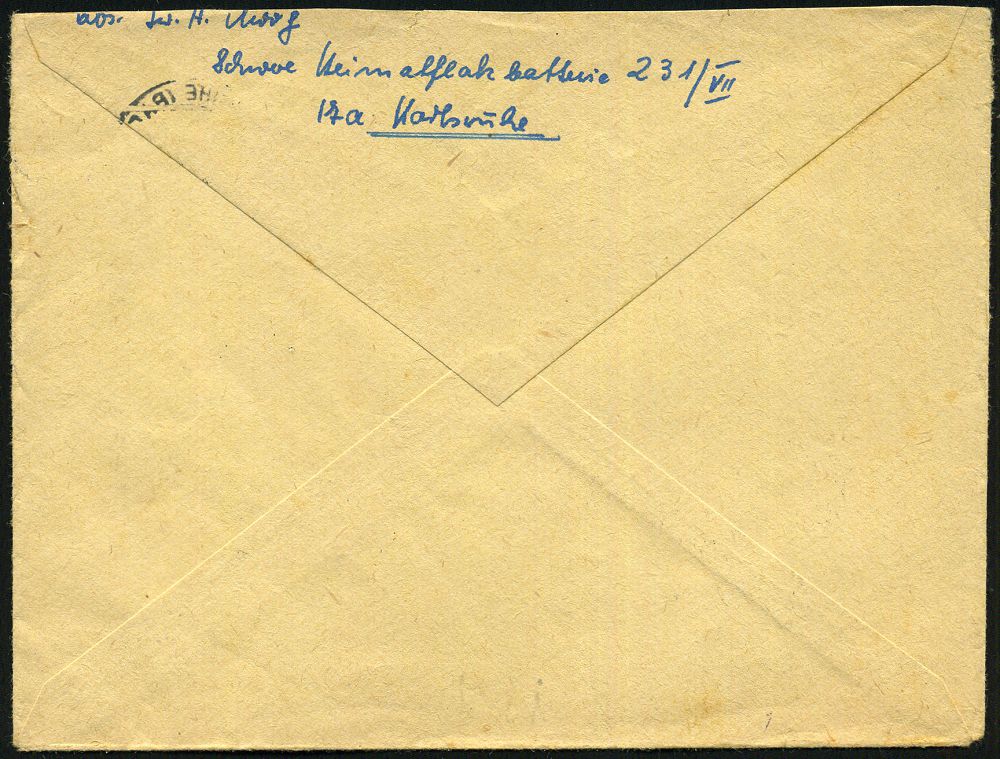 Abs. Lw. H.
Schwere Heimatflakbatterie 231/VII
17a Karlsruhe